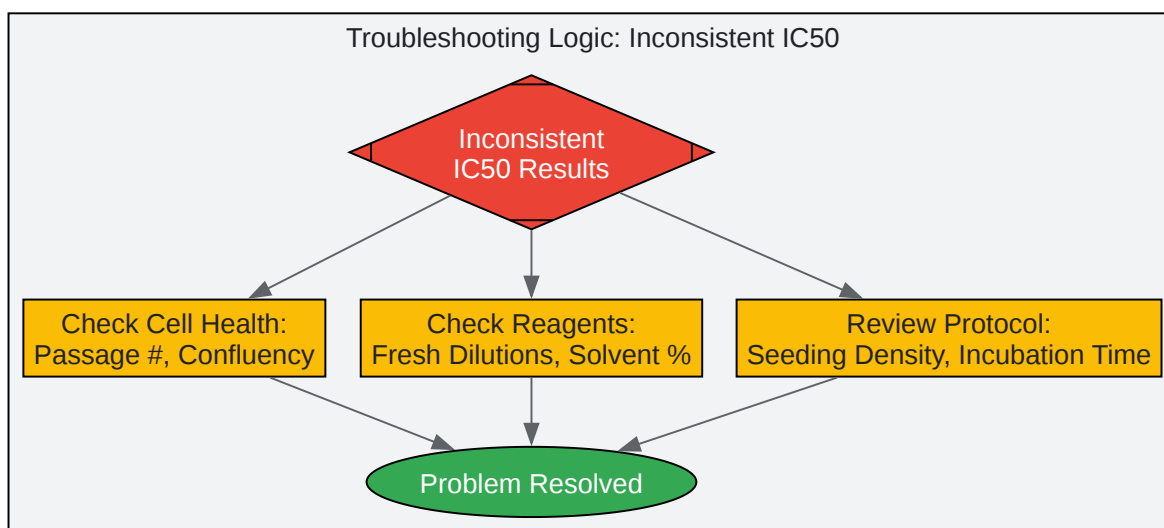 Troubleshooting Logic: Inconsistent IC50
Inconsistent
IC50 Results
Check Cell Health:
Passage #, Confluency
Check Reagents:
Fresh Dilutions, Solvent %
Review Protocol:
Seeding Density, Incubation Time
Problem Resolved